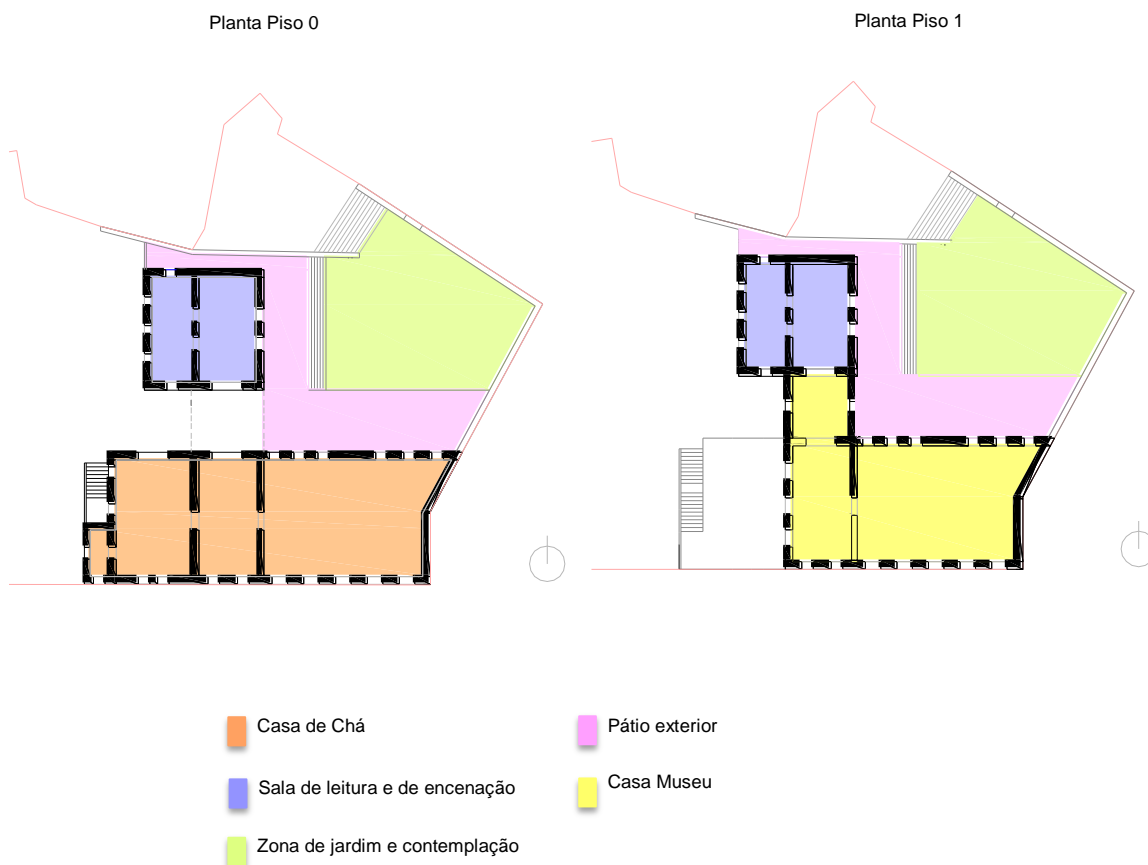 Planta Piso 0
Planta Piso 1
Casa de Chá
Pátio exterior
Sala de leitura e de encenação
Casa Museu
Zona de jardim e contemplação